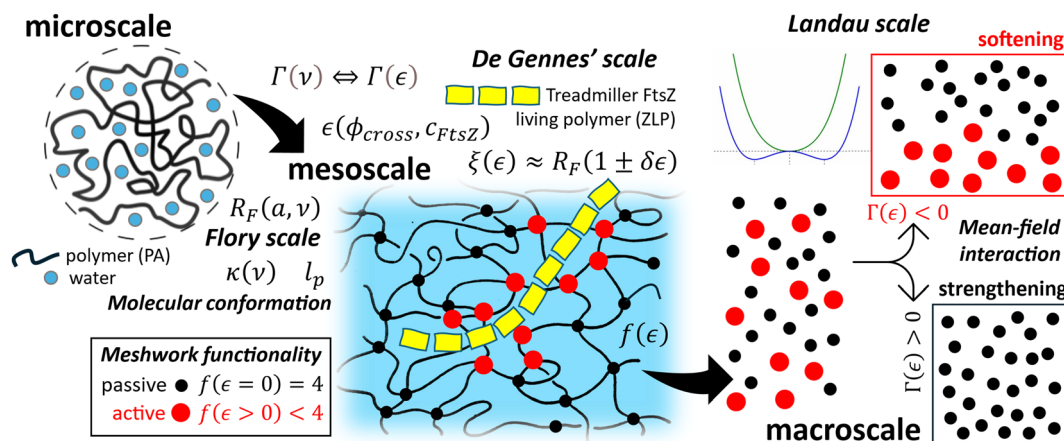 microscale
Γ(ν) ⇔ Γ(ϵ)
ϵ(ϕ_cross, c_FtsZ)
mesoscale
R_F(a, ν)
Flory scale
κ(ν) l_p
Molecular conformation
polymer (PA)
water
Meshwork functionality
passive f(ϵ = 0) = 4
active f(ϵ > 0) < 4
De Gennes' scale
Treadmiller FtsZ
living polymer (ZLP)
ξ(ϵ) ≈ R_F(1 ± δϵ)
f(ϵ)
Landau scale
softening
Γ(ϵ) < 0
Mean-field
interaction
strengthening
Γ(ϵ) > 0
macroscale